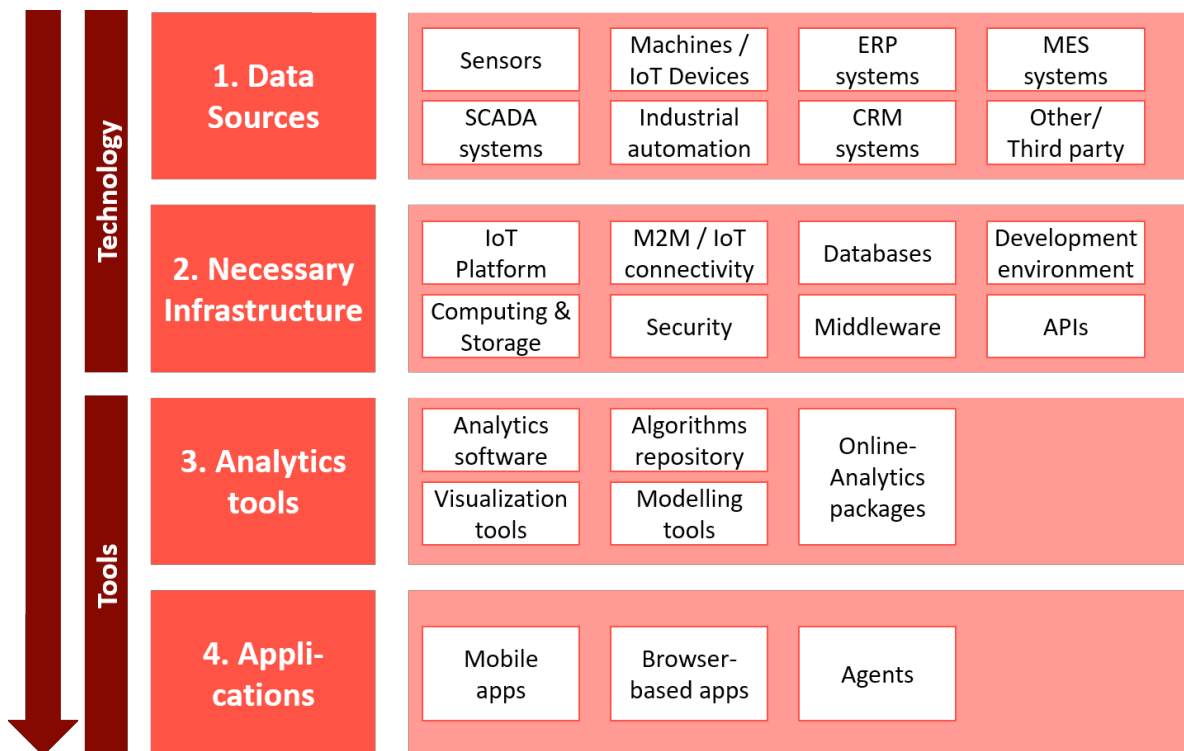 Technology
1. Data
Sources
Sensors
Machines /
IoT Devices
ERP
systems
MES
systems
SCADA
systems
Industrial
automation
CRM
systems
Other/
Third party
2. Necessary
Infrastructure
IoT
Platform
M2M / IoT
connectivity
Databases
Development
environment
Computing &
Storage
Security
Middleware
APIs
Tools
3. Analytics
tools
Analytics
software
Algorithms
repository
Online-
Analytics
packages
Visualization
tools
Modelling
tools
4. Appli-
cations
Mobile
apps
Browser-
based apps
Agents